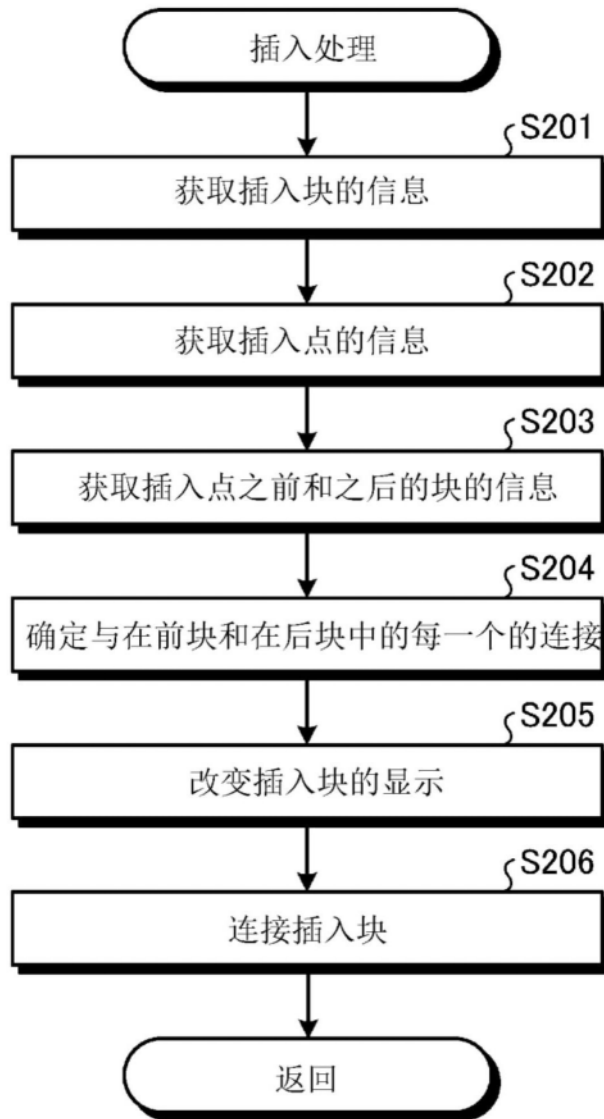 插入处理
S201
获取插入块的信息
S202
获取插入点的信息
S203
获取插入点之前和之后的块的信息
S204
确定与在前块和在后块中的每一个的连接
S205
改变插入块的显示
S206
连接插入块
返回